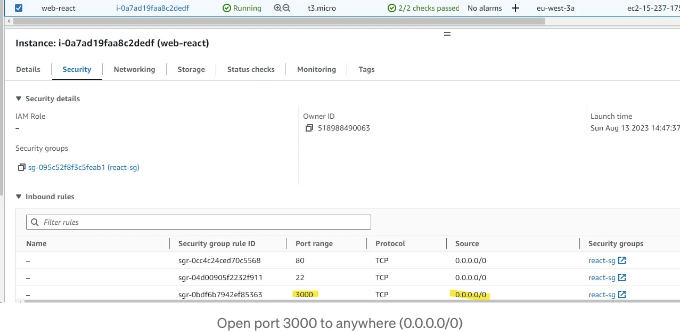 web-react i-0a7ad19faa8c2dedf Running t3.micro 2/2 checks passed No alarms + eu-west-3a ec2-15-237-175
Instance: i-0a7ad19faa8c2dedf (web-react)
Details Security Networking Storage Status checks Monitoring Tags
Security details
IAM Role Owner ID Launch time
– 518988490063 Sun Aug 13 2023 14:47:37
Security groups
sg-095c52f8f3c5feab1 (react-sg)
Inbound rules
Filter rules
Name Security group rule ID Port range Protocol Source Security groups
– sgr-0cc4c24ced70c5568 80 TCP 0.0.0.0/0 react-sg
– sgr-04d00905f2232f911 22 TCP 0.0.0.0/0 react-sg
– sgr-0bdf6b7942ef85363 3000 TCP 0.0.0.0/0 react-sg
Open port 3000 to anywhere (0.0.0.0/0)